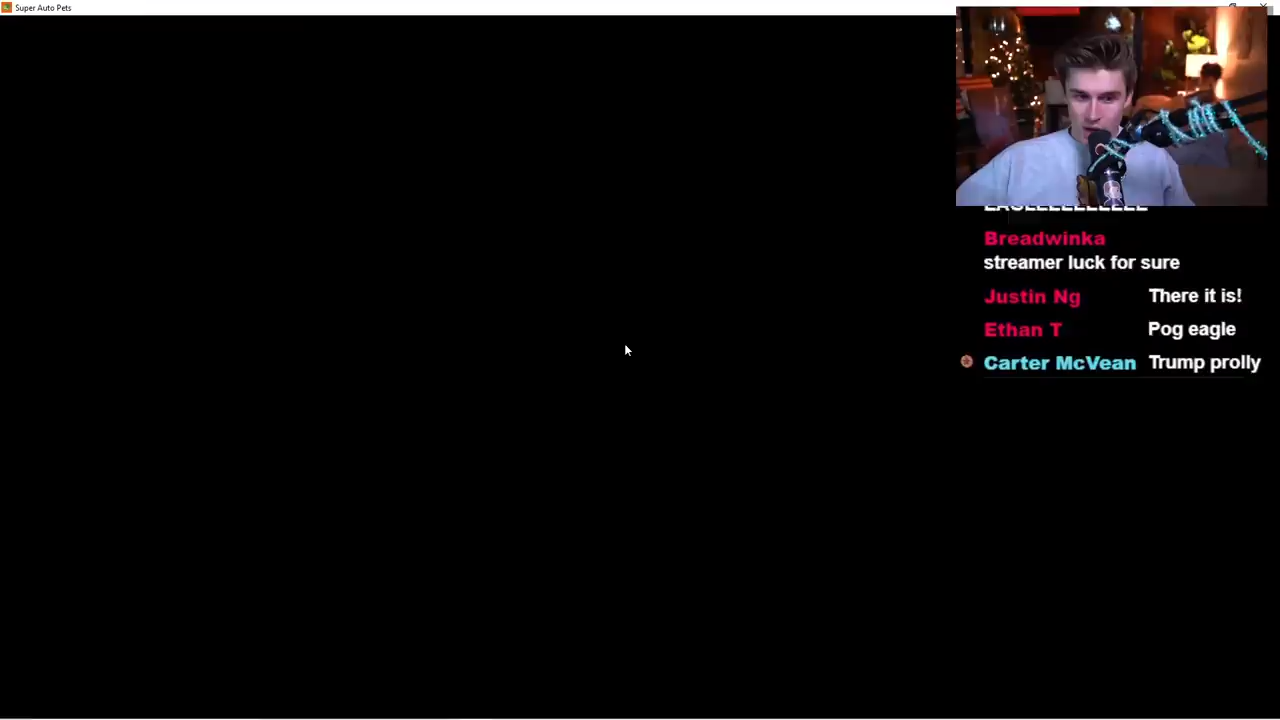 Super Auto Pets
Breadwinka
streamer luck for sure
Justin Ng There it is!
Ethan T Pog eagle
Carter McVean Trump prolly